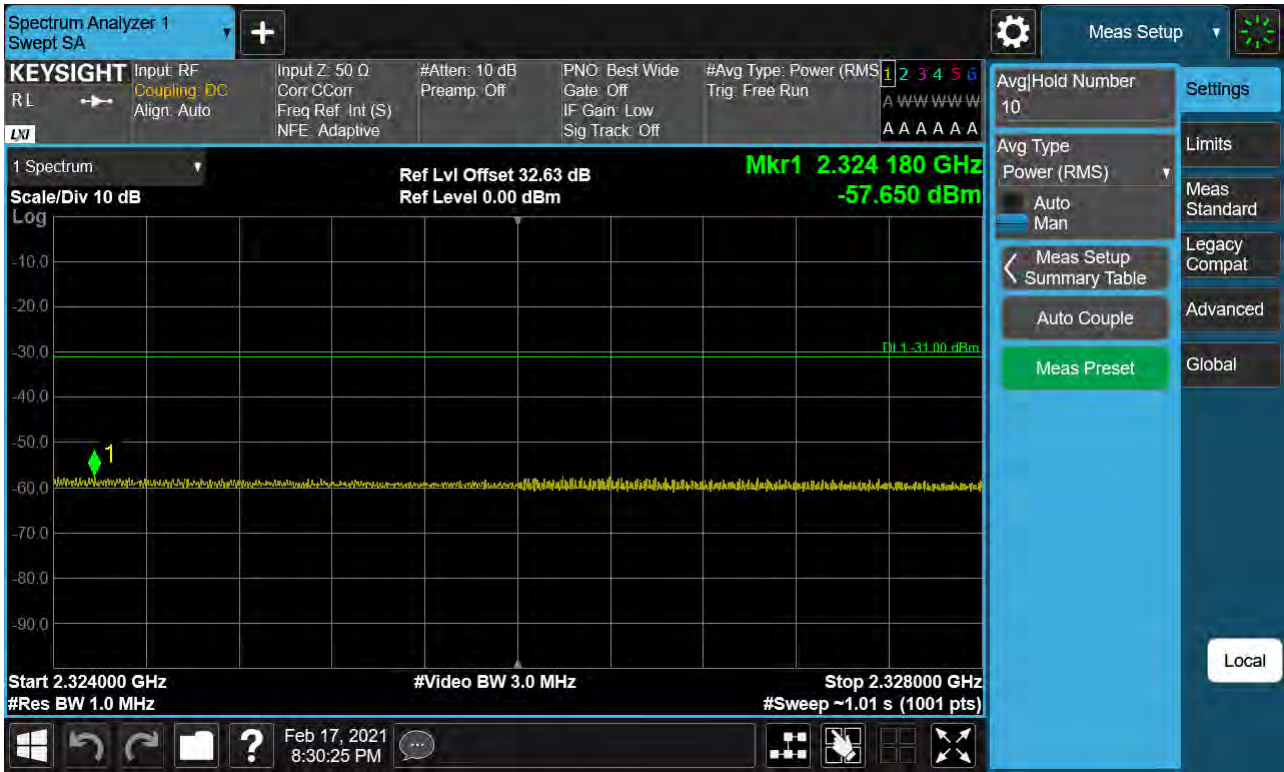 Spectrum Analyzer 1
Swept SA
+
Meas Setup
KEYSIGHT
RL
LXI
Input: RF
Coupling: DC
Align: Auto
Input Z: 50 Ω
Corr CCorr
Freq Ref: Int (S)
NFE: Adaptive
#Atten: 10 dB
Preamp: Off
PNO: Best Wide
Gate: Off
IF Gain: Low
Sig Track: Off
#Avg Type: Power (RMS
Trig: Free Run
1 2 3 4 5 6
A W W W W W
A A A A A A
1 Spectrum
Scale/Div 10 dB
Ref Lvl Offset 32.63 dB
Ref Level 0.00 dBm
Mkr1 2.324 180 GHz
-57.650 dBm
Log
-10.0
-20.0
-30.0
-40.0
-50.0
-60.0
-70.0
-80.0
-90.0
DL1 -31.00 dBm
1
Start 2.324000 GHz
#Res BW 1.0 MHz
#Video BW 3.0 MHz
Stop 2.328000 GHz
#Sweep ~1.01 s (1001 pts)
Avg|Hold Number
10
Avg Type
Power (RMS)
Auto
Man
Meas Setup
Summary Table
Auto Couple
Meas Preset
Settings
Limits
Meas
Standard
Legacy
Compat
Advanced
Global
Local
?
Feb 17, 2021
8:30:25 PM